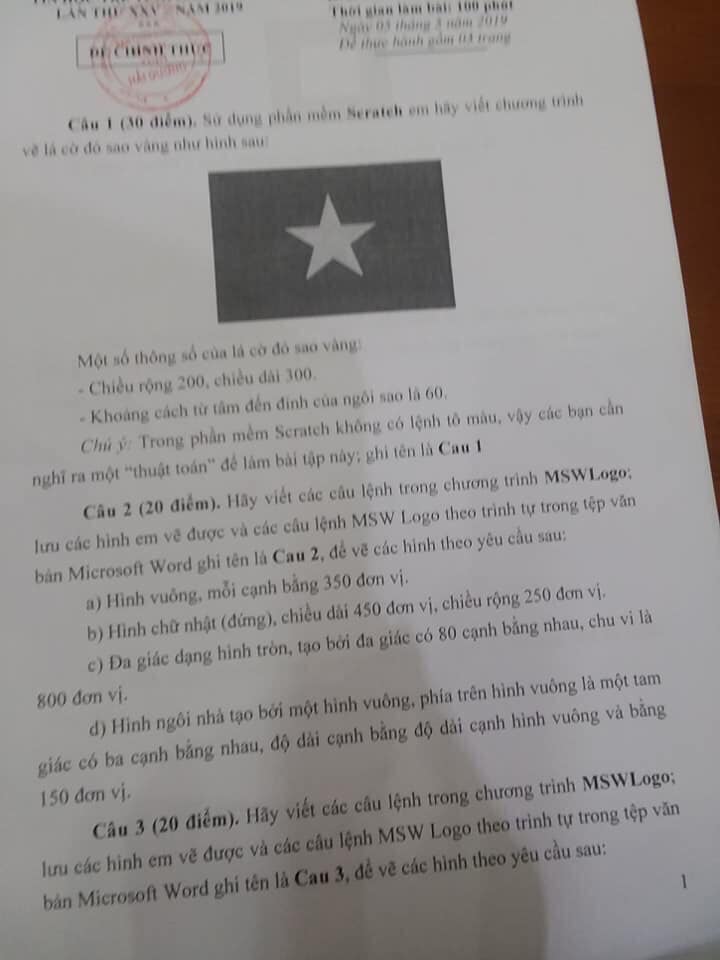 LẦN THỨ XXV - NĂM 2019
Thời gian làm bài: 100 phút
Ngày 05 tháng 5 năm 2019
Đề thực hành gồm 03 trang
ĐỀ CHÍNH THỨC
Câu 1 (30 điểm). Sử dụng phần mềm Scratch em hãy viết chương trình
vẽ lá cờ đỏ sao vàng như hình sau:
Một số thông số của lá cờ đỏ sao vàng:
- Chiều rộng 200, chiều dài 300.
- Khoảng cách từ tâm đến đỉnh của ngôi sao là 60.
Chú ý: Trong phần mềm Scratch không có lệnh tô màu, vậy các bạn cần
nghĩ ra một “thuật toán” để làm bài tập này; ghi tên là Cau 1
Câu 2 (20 điểm). Hãy viết các câu lệnh trong chương trình MSWLogo;
lưu các hình em vẽ được và các câu lệnh MSW Logo theo trình tự trong tệp văn
bản Microsoft Word ghi tên là Cau 2, để vẽ các hình theo yêu cầu sau:
a) Hình vuông, mỗi cạnh bằng 350 đơn vị.
b) Hình chữ nhật (đứng), chiều dài 450 đơn vị, chiều rộng 250 đơn vị.
c) Đa giác dạng hình tròn, tạo bởi đa giác có 80 cạnh bằng nhau, chu vi là
800 đơn vị.
d) Hình ngôi nhà tạo bởi một hình vuông, phía trên hình vuông là một tam
giác có ba cạnh bằng nhau, độ dài cạnh bằng độ dài cạnh hình vuông và bằng
150 đơn vị.
Câu 3 (20 điểm). Hãy viết các câu lệnh trong chương trình MSWLogo;
lưu các hình em vẽ được và các câu lệnh MSW Logo theo trình tự trong tệp văn
bản Microsoft Word ghi tên là Cau 3, để vẽ các hình theo yêu cầu sau:
1